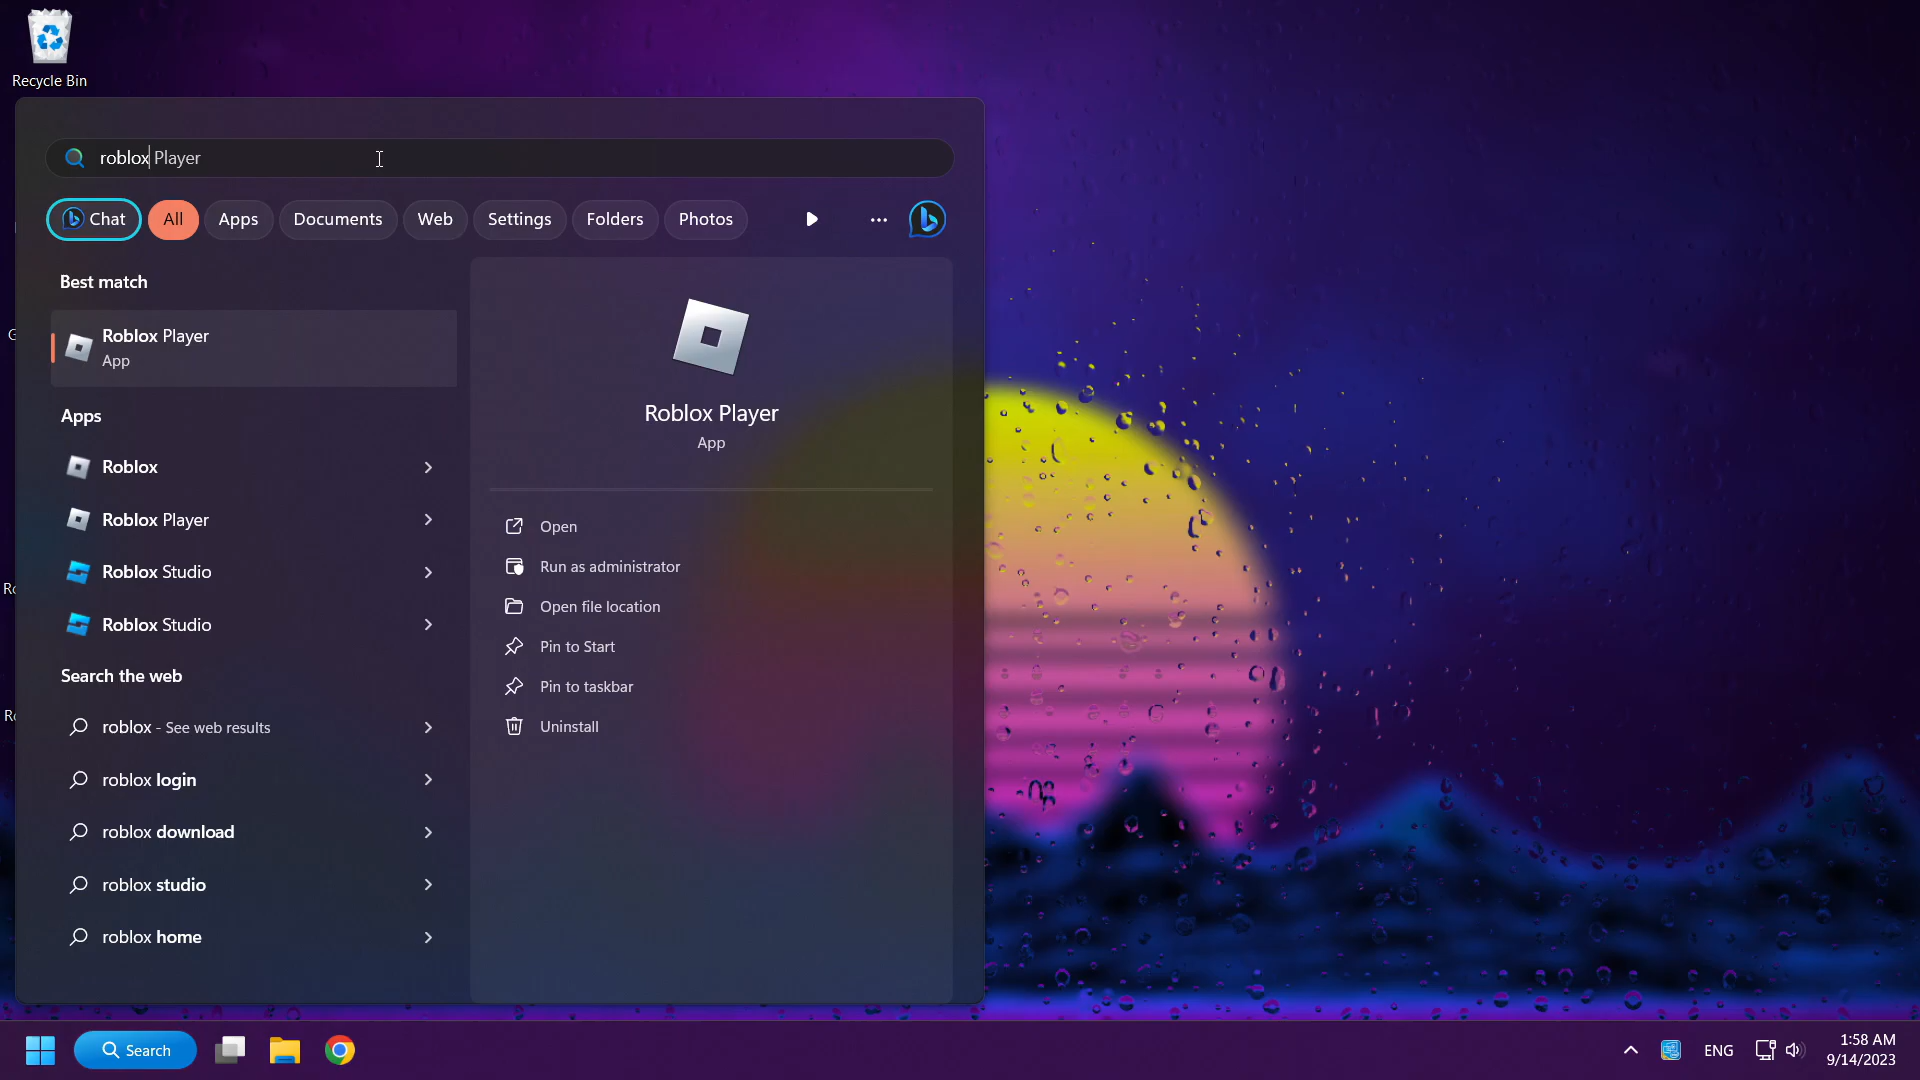 Recycle Bin
roblox Player
Chat
All
Apps
Documents
Web
Settings
Folders
Photos
Best match
Roblox Player
App
Apps
Roblox
Roblox Player
Roblox Studio
Roblox Studio
Search the web
roblox - See web results
roblox login
roblox download
roblox studio
roblox home
Roblox Player
App
Open
Run as administrator
Open file location
Pin to Start
Pin to taskbar
Uninstall
Search
ENG
1:58 AM
9/14/2023